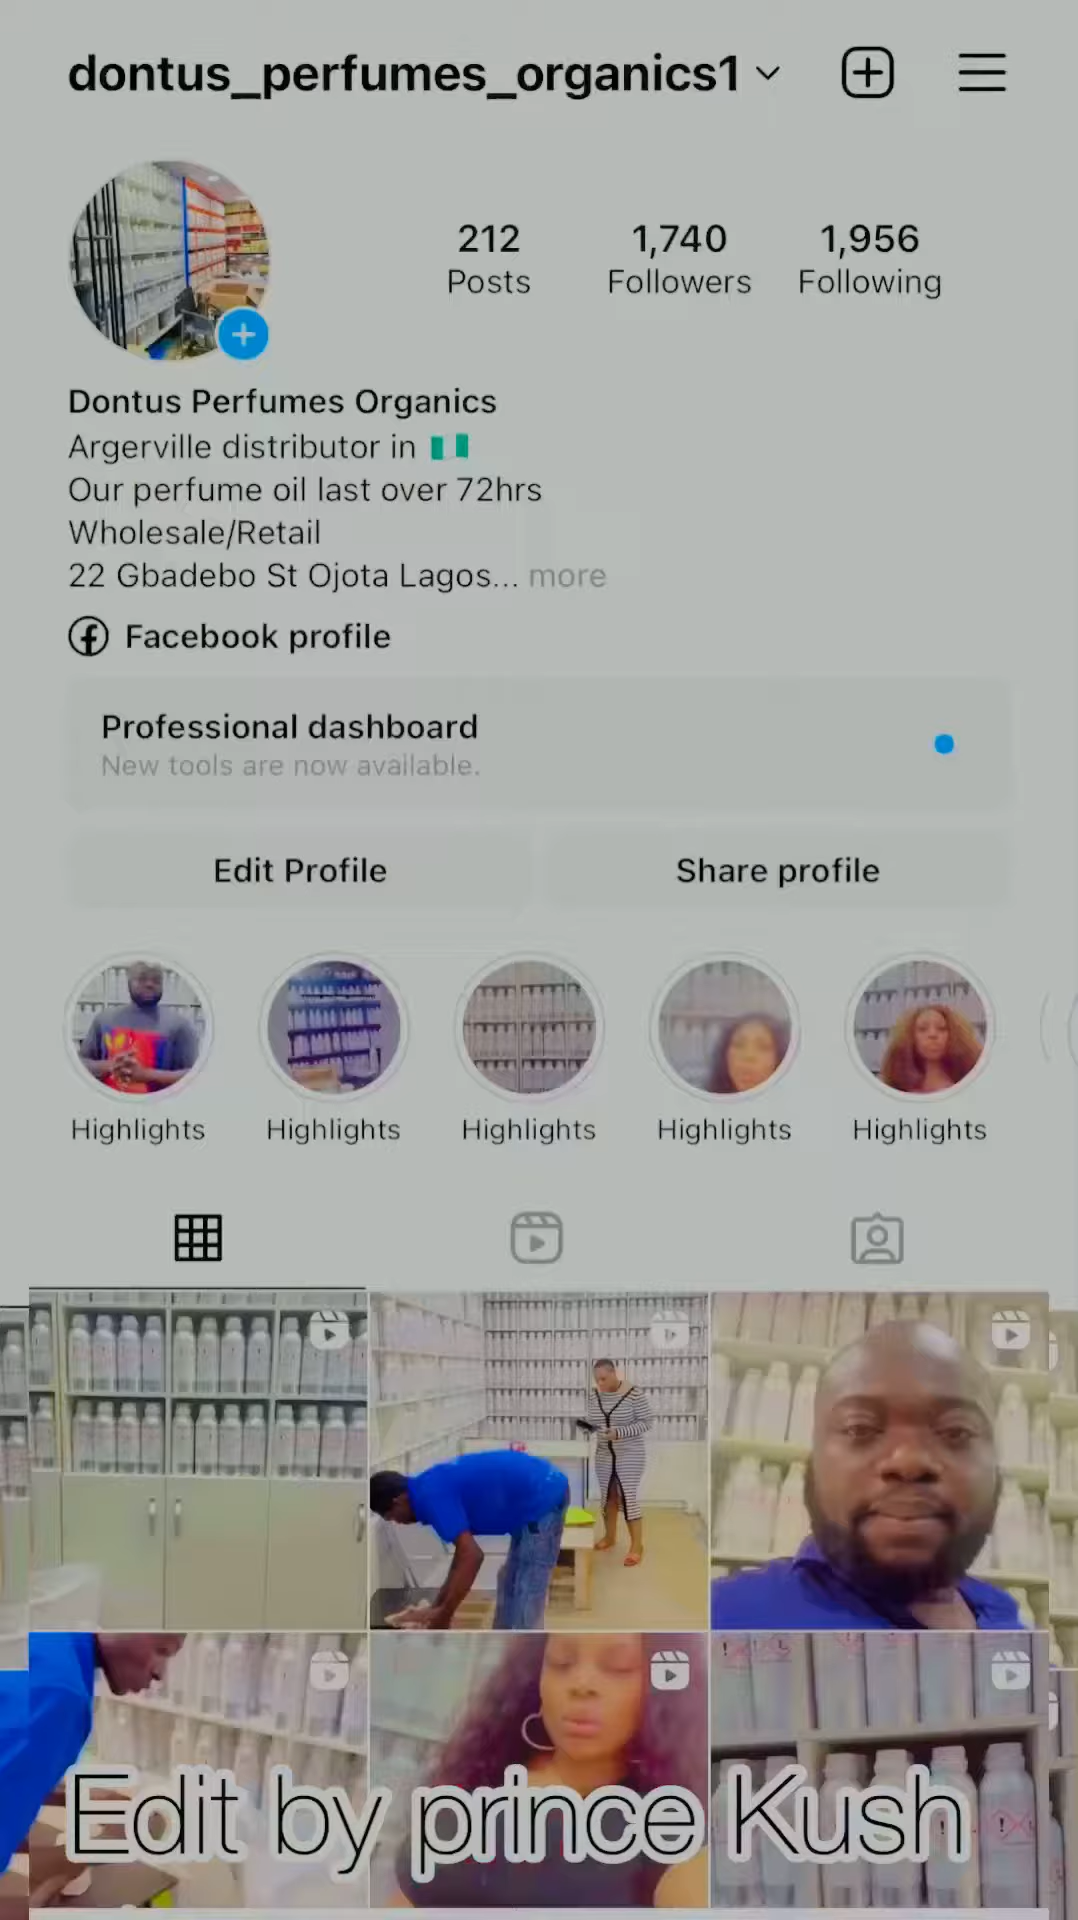 dontus_perfumes_organics1
212 1,740 1,956
Posts Followers Following
Dontus Perfumes Organics
Argerville distributor in 🇳🇬
Our perfume oil last over 72hrs
Wholesale/Retail
22 Gbadebo St Ojota Lagos... more
Facebook profile
Professional dashboard
New tools are now available.
Edit Profile Share profile
Highlights Highlights Highlights Highlights Highlights
Edit by prince Kush